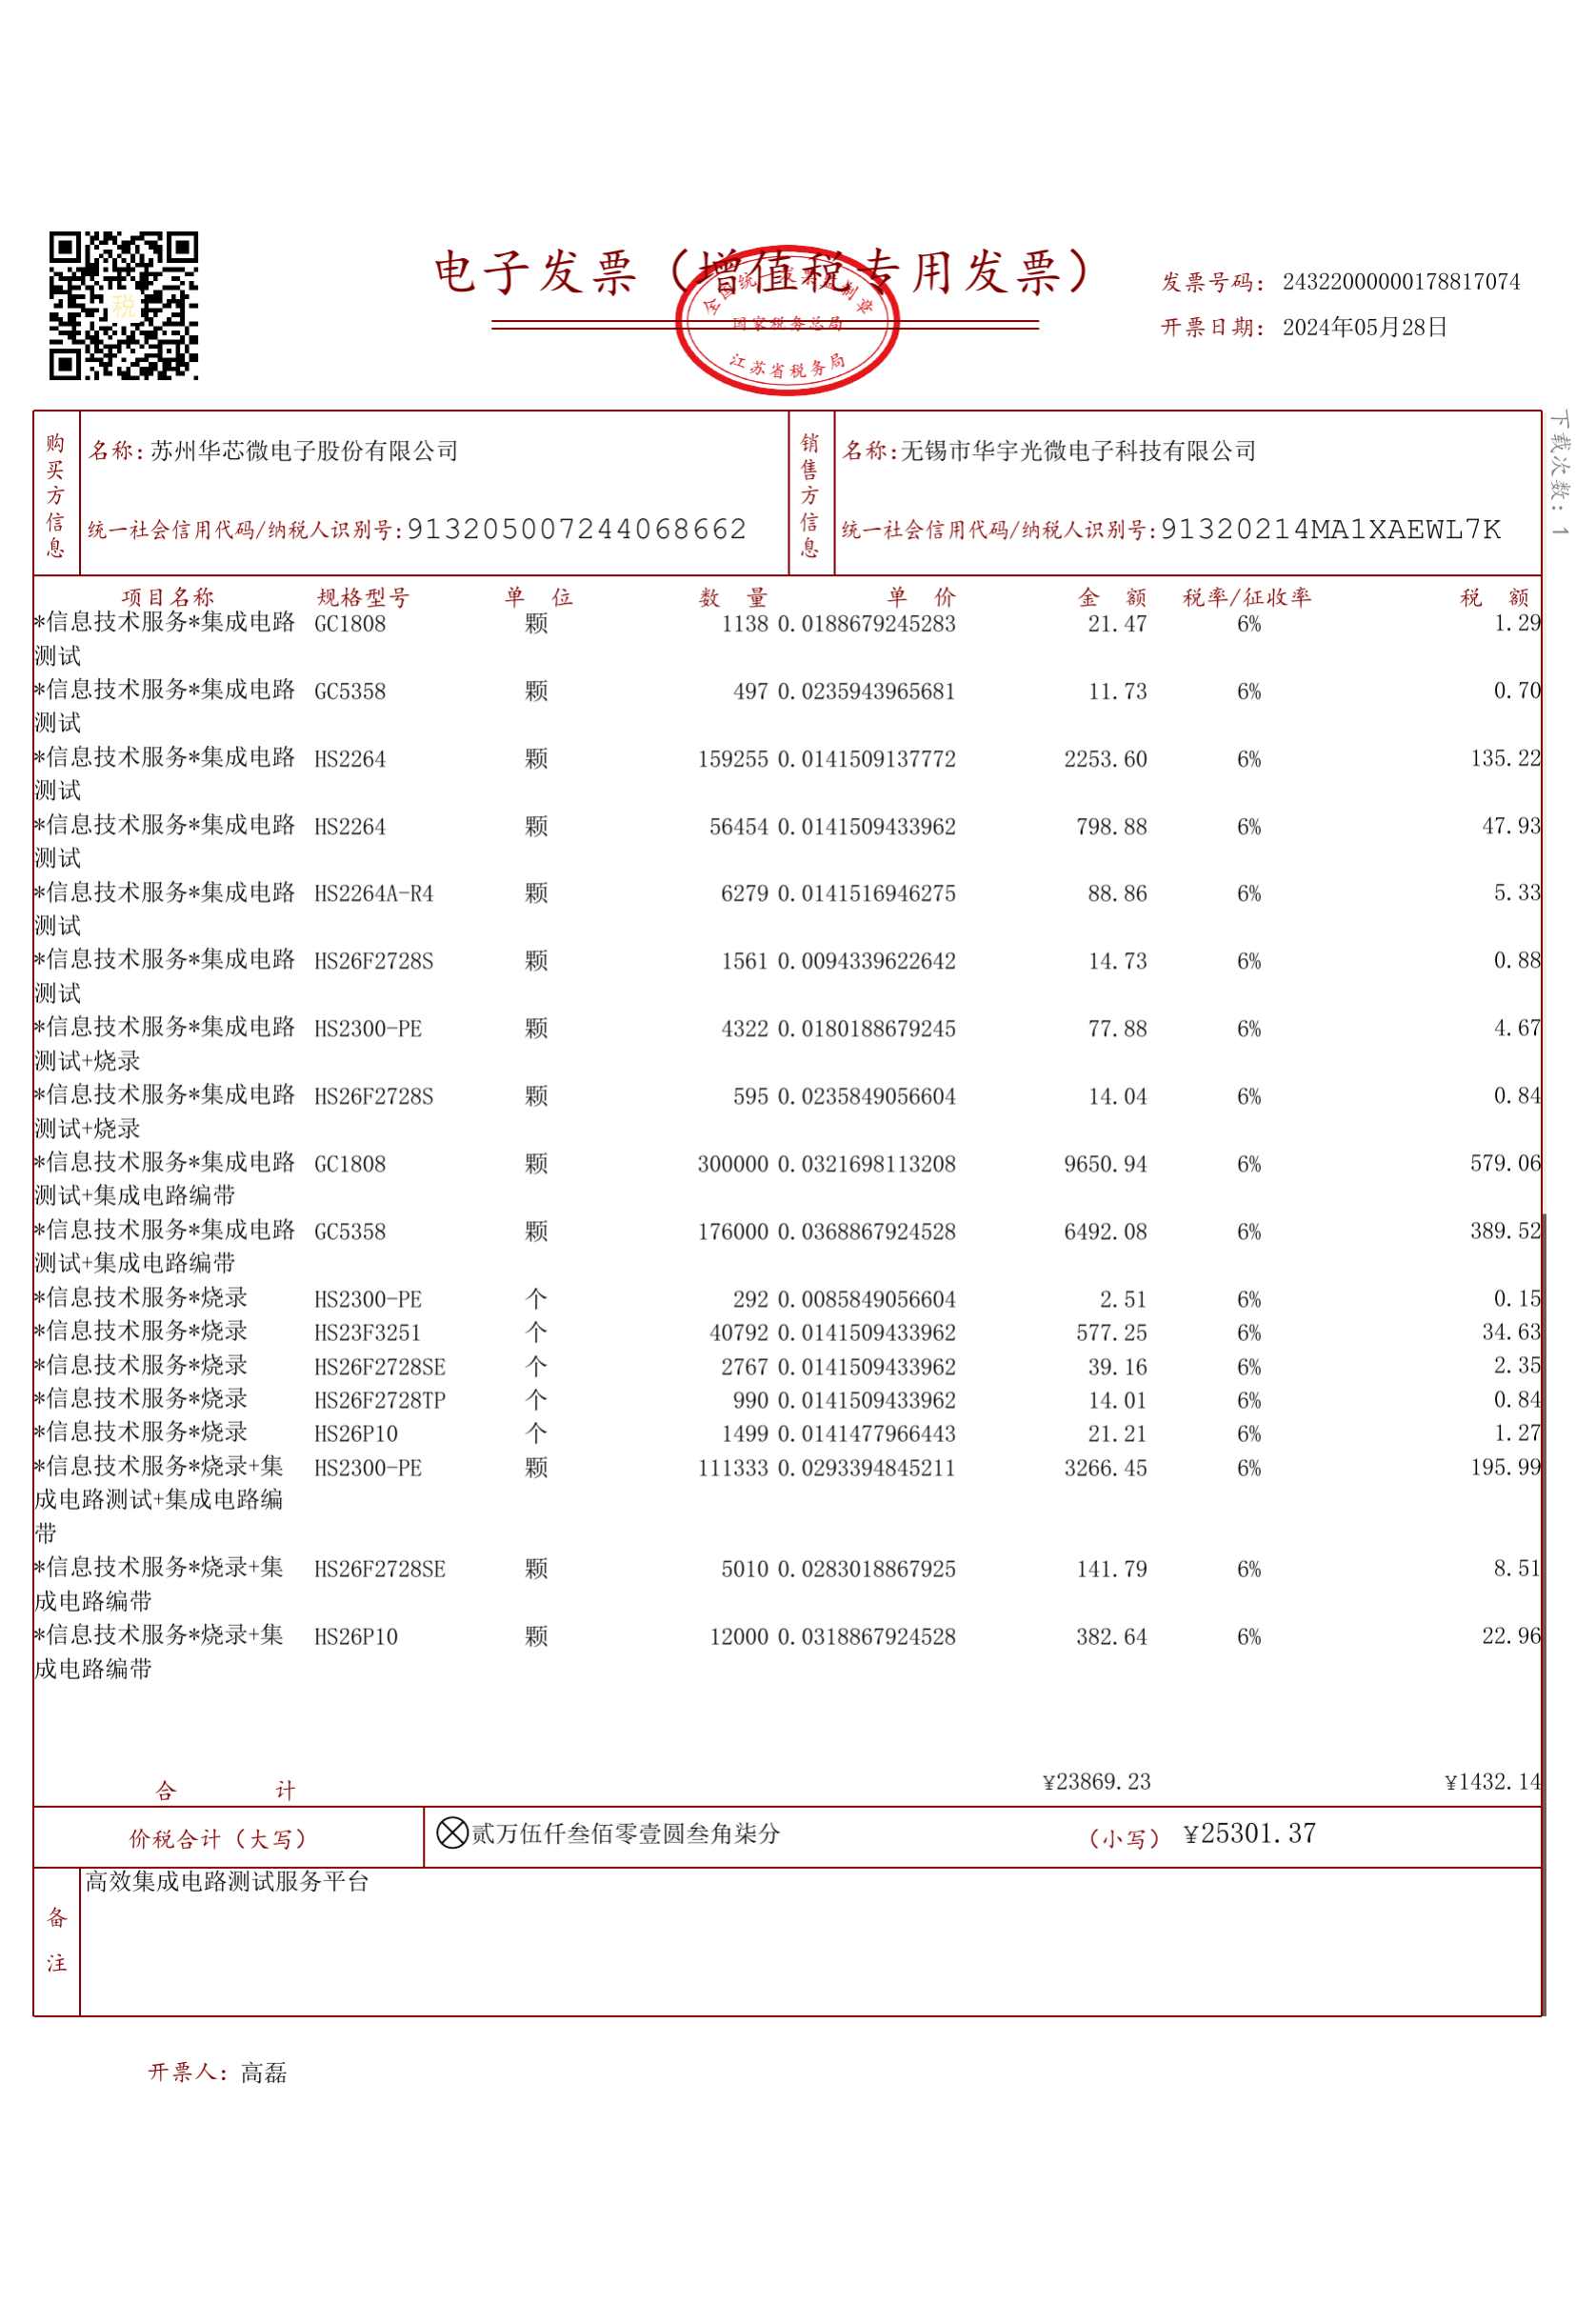 电子发票（增值税专用发票）
全国统一发票监制章
国家税务总局
江苏省税务局
税
发票号码： 24322000000178817074
开票日期： 2024年05月28日
下载次数：1
购买方信息
名称：苏州华芯微电子股份有限公司
统一社会信用代码/纳税人识别号：913205007244068662
销售方信息
名称：无锡市华宇光微电子科技有限公司
统一社会信用代码/纳税人识别号：91320214MA1XAEWL7K
项目名称 规格型号 单 位 数 量 单 价 金 额 税率/征收率 税 额
*信息技术服务*集成电路 GC1808 颗 1138 0.0188679245283 21.47 6% 1.29
测试
*信息技术服务*集成电路 GC5358 颗 497 0.0235943965681 11.73 6% 0.70
测试
*信息技术服务*集成电路 HS2264 颗 159255 0.0141509137772 2253.60 6% 135.22
测试
*信息技术服务*集成电路 HS2264 颗 56454 0.0141509433962 798.88 6% 47.93
测试
*信息技术服务*集成电路 HS2264A-R4 颗 6279 0.0141516946275 88.86 6% 5.33
测试
*信息技术服务*集成电路 HS26F2728S 颗 1561 0.0094339622642 14.73 6% 0.88
测试
*信息技术服务*集成电路 HS2300-PE 颗 4322 0.0180188679245 77.88 6% 4.67
测试+烧录
*信息技术服务*集成电路 HS26F2728S 颗 595 0.0235849056604 14.04 6% 0.84
测试+烧录
*信息技术服务*集成电路 GC1808 颗 300000 0.0321698113208 9650.94 6% 579.06
测试+集成电路编带
*信息技术服务*集成电路 GC5358 颗 176000 0.0368867924528 6492.08 6% 389.52
测试+集成电路编带
*信息技术服务*烧录 HS2300-PE 个 292 0.0085849056604 2.51 6% 0.15
*信息技术服务*烧录 HS23F3251 个 40792 0.0141509433962 577.25 6% 34.63
*信息技术服务*烧录 HS26F2728SE 个 2767 0.0141509433962 39.16 6% 2.35
*信息技术服务*烧录 HS26F2728TP 个 990 0.0141509433962 14.01 6% 0.84
*信息技术服务*烧录 HS26P10 个 1499 0.0141477966443 21.21 6% 1.27
*信息技术服务*烧录+集 HS2300-PE 颗 111333 0.0293394845211 3266.45 6% 195.99
成电路测试+集成电路编
带
*信息技术服务*烧录+集 HS26F2728SE 颗 5010 0.0283018867925 141.79 6% 8.51
成电路编带
*信息技术服务*烧录+集 HS26P10 颗 12000 0.0318867924528 382.64 6% 22.96
成电路编带
合 计 ¥23869.23 ¥1432.14
价税合计（大写） 贰万伍仟叁佰零壹圆叁角柒分 （小写） ¥25301.37
备注
高效集成电路测试服务平台
开票人：高磊